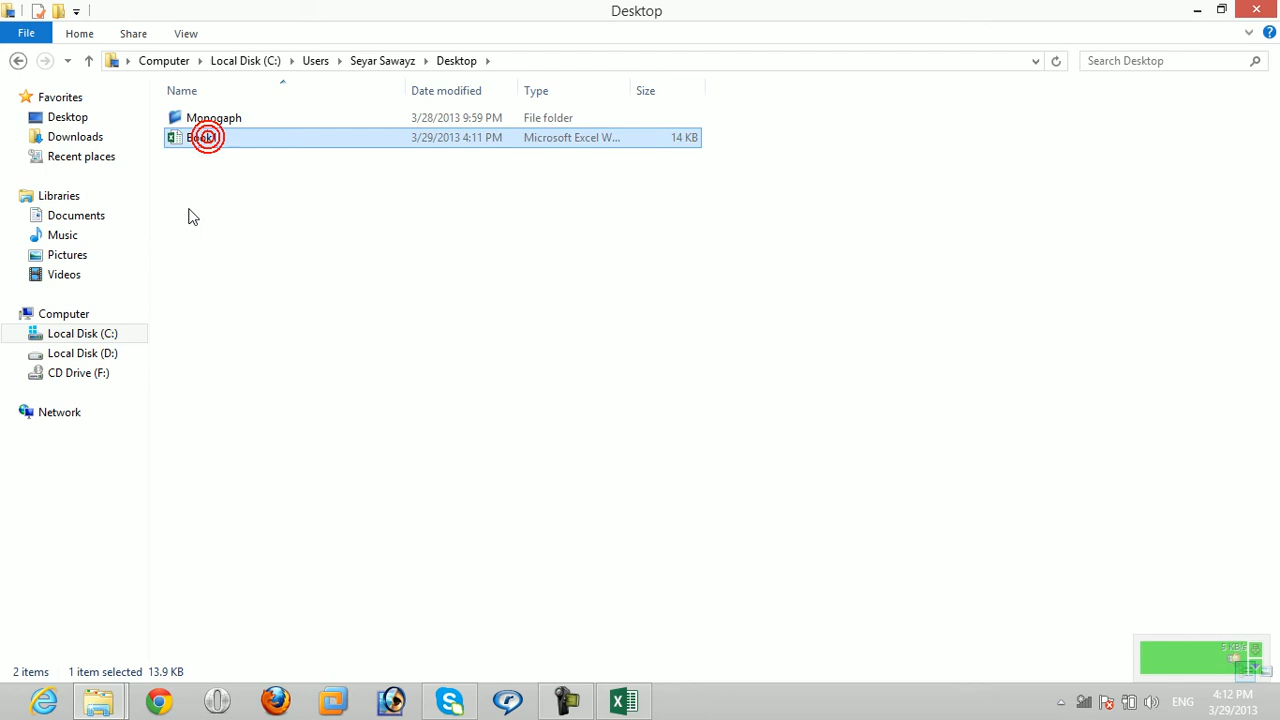 Desktop
File Home Share View
Computer Local Disk (C:) Users Seyar Sawayz Desktop Search Desktop
Name Date modified Type Size
Monogaph 3/28/2013 9:59 PM File folder
3/29/2013 4:11 PM Microsoft Excel W... 14 KB
Favorites
Desktop
Downloads
Recent places
Libraries
Documents
Music
Pictures
Videos
Computer
Local Disk (C:)
Local Disk (D:)
CD Drive (F:)
Network
2 items 1 item selected 13.9 KB
ENG
4:12 PM
3/29/2013